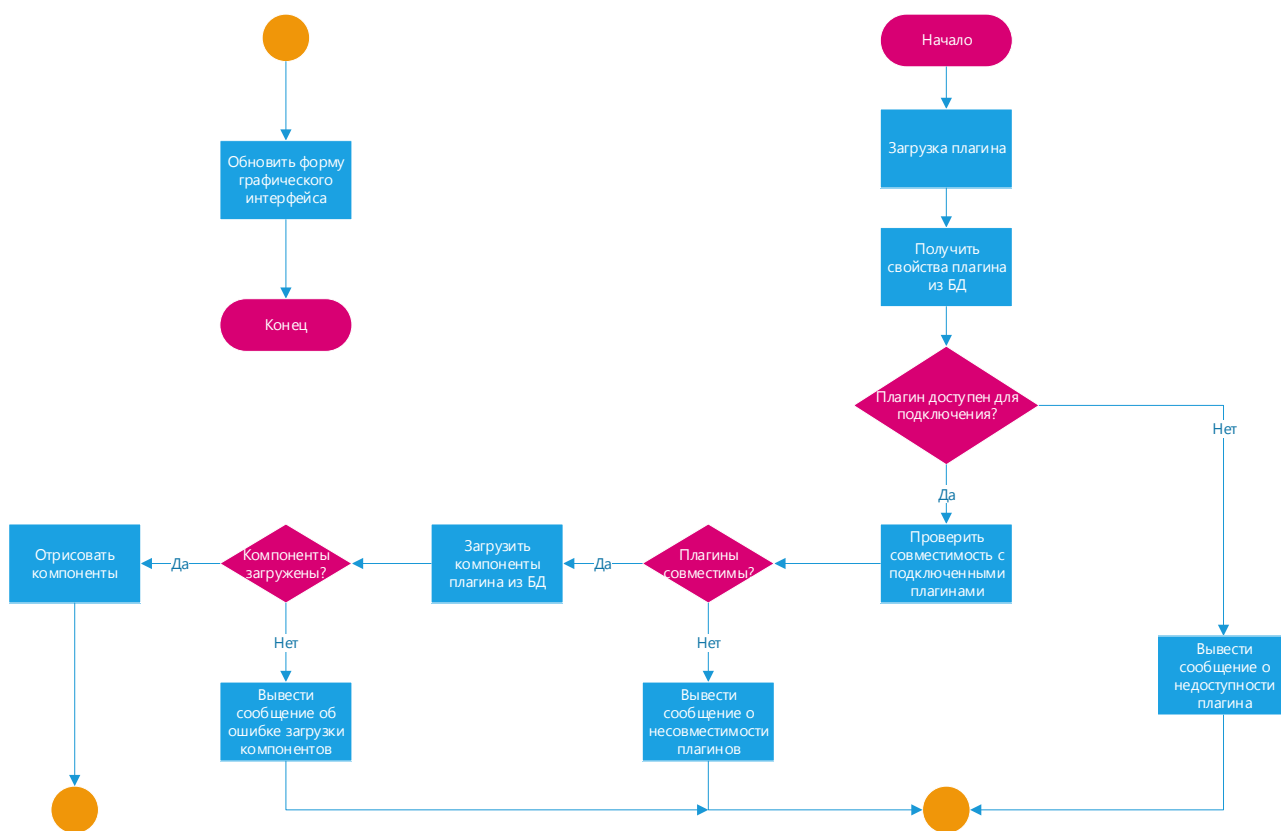 Начало
Загрузка плагина
Обновить форму
графического
интерфейса
Получить
свойства плагина
из БД
Конец
Плагин доступен для
подключения?
Нет
Да
Отрисовать
компоненты
Да
Компоненты
загружены?
Загрузить
компоненты
плагина из БД
Да
Плагины
совместимы?
Проверить
совместимость с
подключенными
плагинами
Нет
Нет
Вывести
сообщение о
недоступности
плагина
Вывести
сообщение об
ошибке загрузки
компонентов
Вывести
сообщение о
несовместимости
плагинов